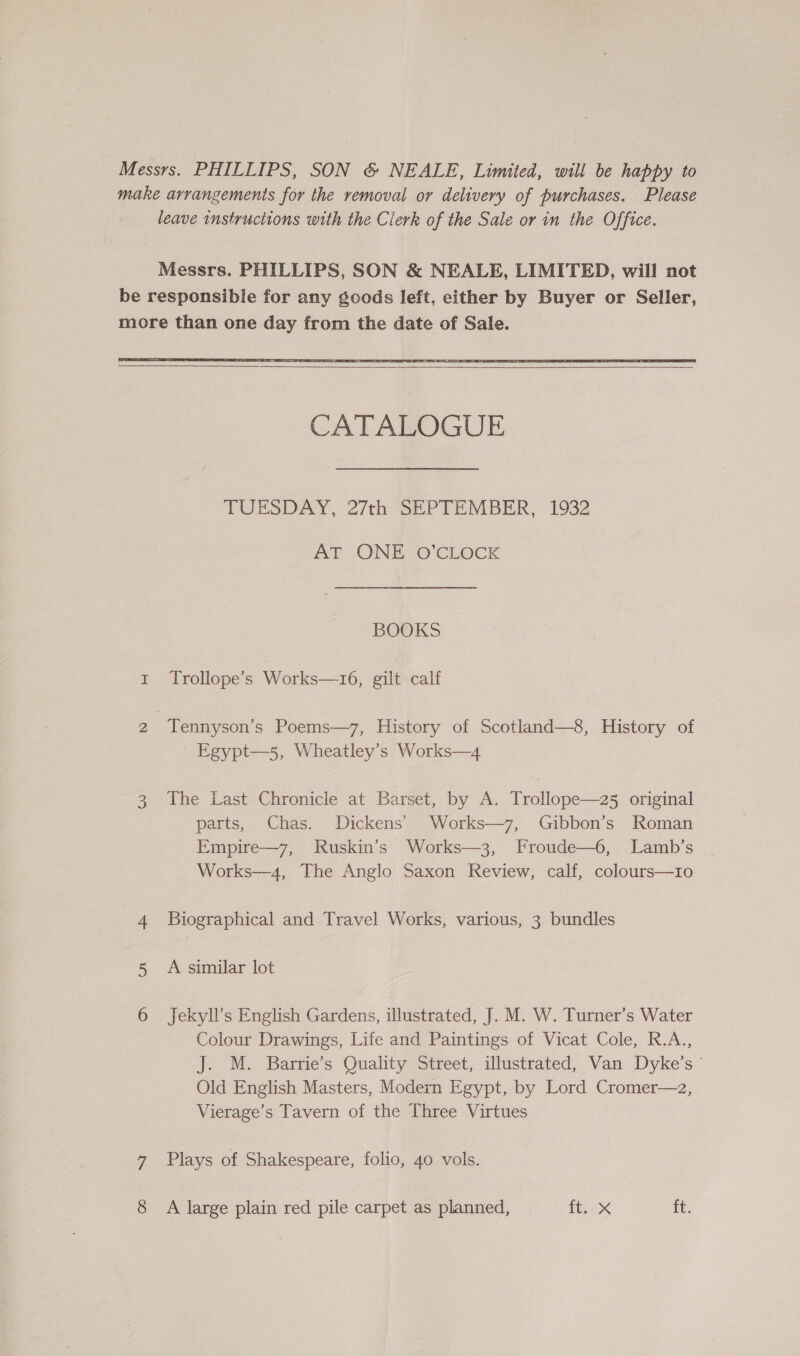 Messrs. PHILLIPS, SON & NEALE, Limited, will be happy to
make arrangements for the removal or delivery of purchases. Please
leave instructions with the Clerk of the Sale or in the Office.
Messrs. PHILLIPS, SON & NEALE, LIMITED, will not
be responsible for any goods left, either by Buyer or Seller,
more than one day from the date of Sale.
CATALOGUE
TUESDAY, 27th SEPTEMBER, 1932
AT ONE O'CLOCK
BOOKS
1 Trollope's Works—16, gilt calf
2 Tennyson's Poems—7, History of Scotland—8, History of
Egypt—5, Wheatley's Works—4
3 The Last Chronicle at Barset, by A. Trollope—25 original
parts, Chas. Dickens' Works—7, Gibbon's Roman
Empire—7, Ruskin's Works—3, Froude—6, Lamb's
Works—4, The Anglo Saxon Review, calf, colours—10
4 Biographical and Travel Works, various, 3 bundles
5 A similar lot
6 Jekyll's English Gardens, illustrated, J. M. W. Turner's Water
Colour Drawings, Life and Paintings of Vicat Cole, R.A.,
J. M. Barrie's Quality Street, illustrated, Van Dyke's
Old English Masters, Modern Egypt, by Lord Cromer—2,
Vierage's Tavern of the Three Virtues
7 Plays of Shakespeare, folio, 40 vols.
8 A large plain red pile carpet as planned, ft. × ft.